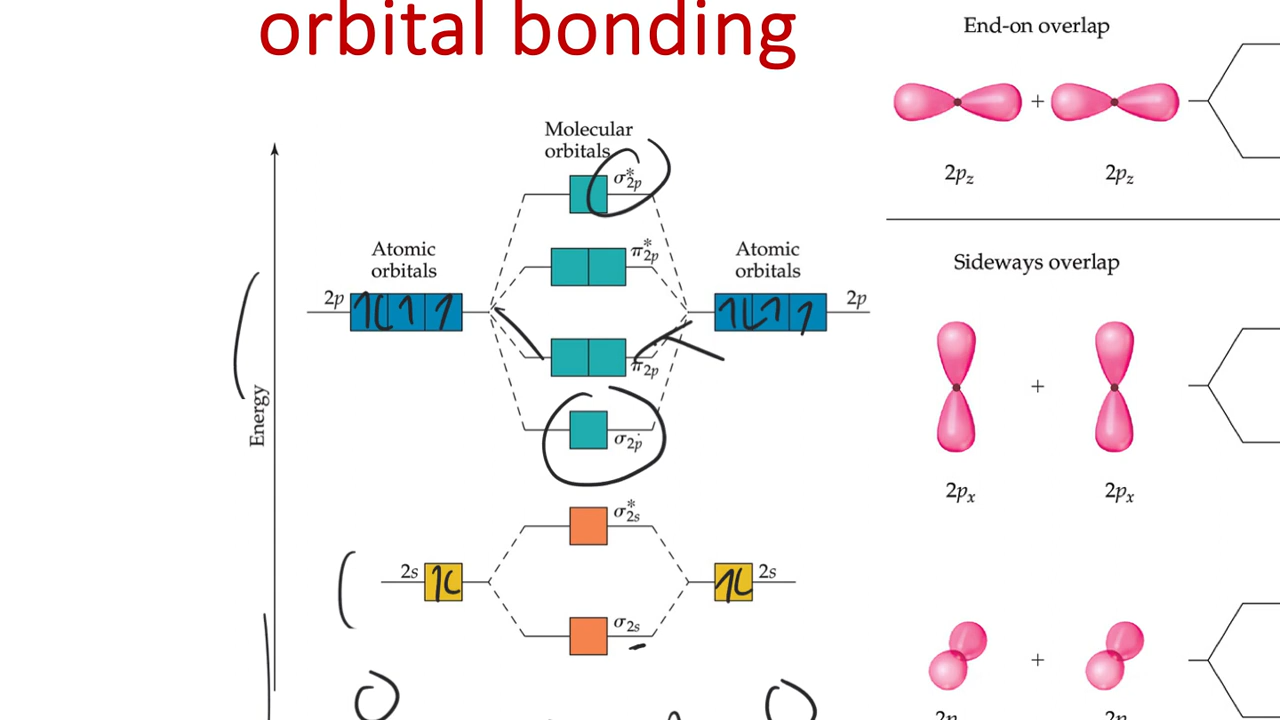 orbital bonding
Molecular
orbitals
σ*2p
Atomic
orbitals
π*2p
Atomic
orbitals
2p
2p
π2p
Energy
σ2p
σ*2s
2s
2s
σ2s
O
O
End-on overlap
+
2pz
2pz
Sideways overlap
+
2px
2px
+